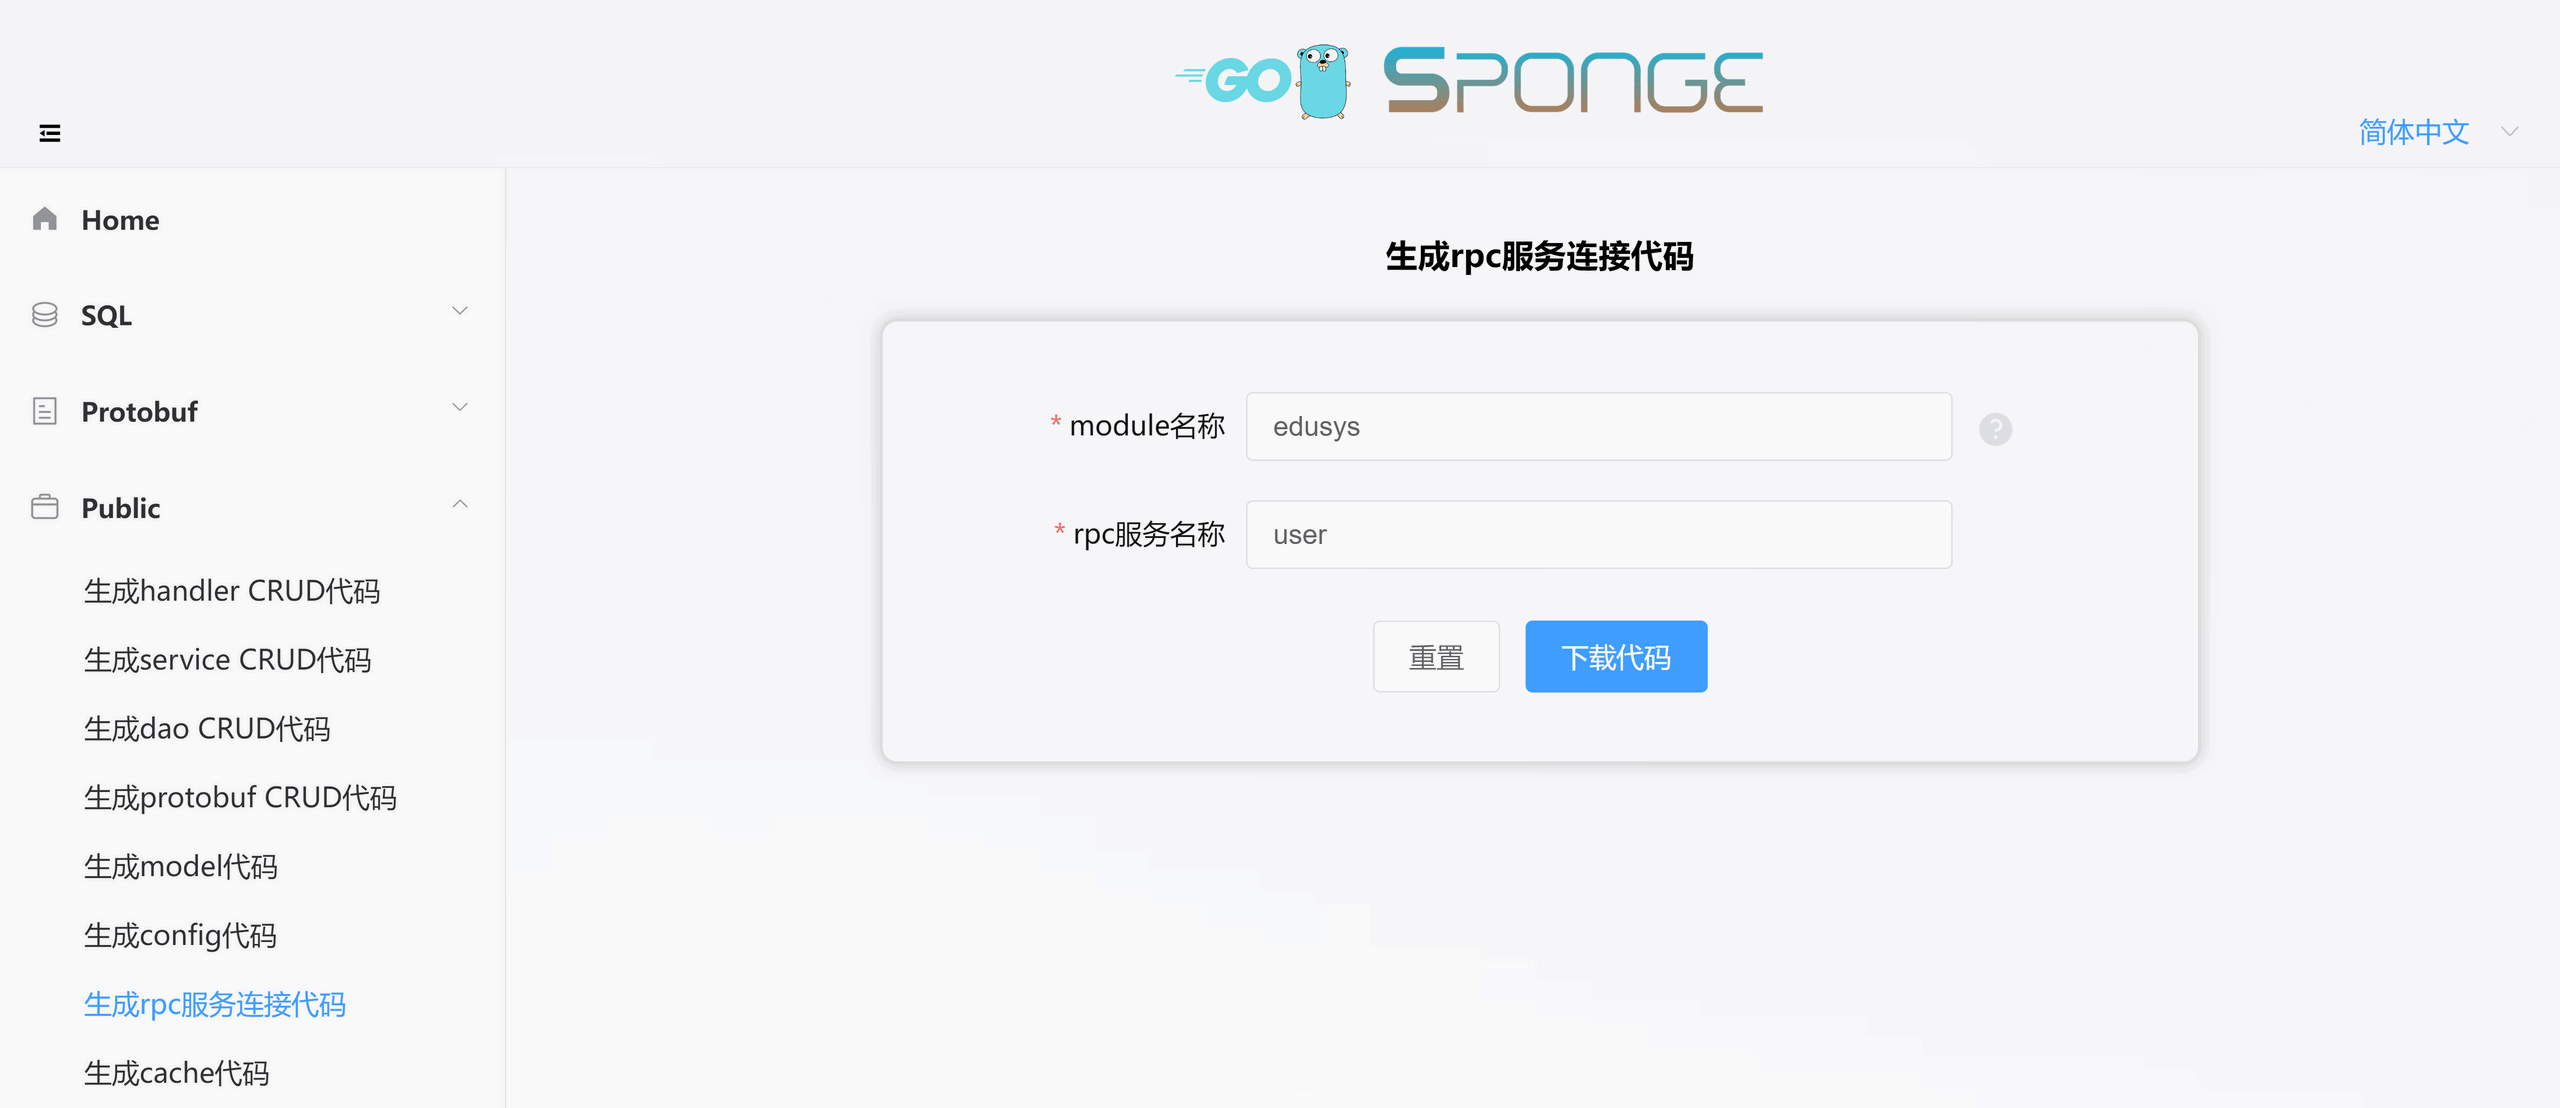 GO SPONGE
简体中文
Home
SQL
Protobuf
Public
生成handler CRUD代码
生成service CRUD代码
生成dao CRUD代码
生成protobuf CRUD代码
生成model代码
生成config代码
生成rpc服务连接代码
生成cache代码
生成rpc服务连接代码
* module名称 edusys ?
* rpc服务名称 user
重置 下载代码